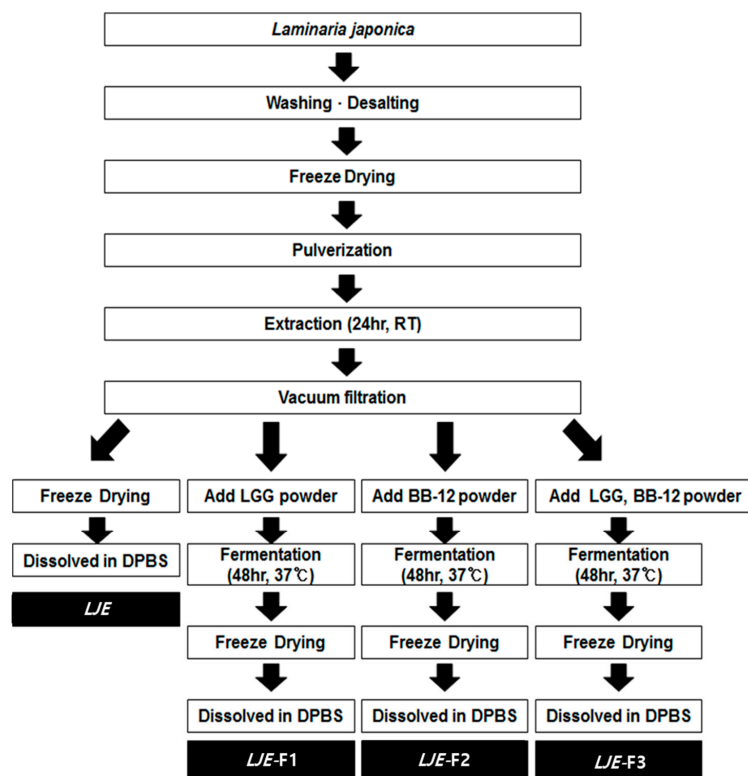 Laminaria japonica
Washing · Desalting
Freeze Drying
Pulverization
Extraction (24hr, RT)
Vacuum filtration
Freeze Drying
Add LGG powder
Add BB-12 powder
Add LGG, BB-12 powder
Dissolved in DPBS
Fermentation
(48hr, 37℃)
Fermentation
(48hr, 37℃)
Fermentation
(48hr, 37℃)
LJE
Freeze Drying
Freeze Drying
Freeze Drying
Dissolved in DPBS
Dissolved in DPBS
Dissolved in DPBS
LJE-F1
LJE-F2
LJE-F3